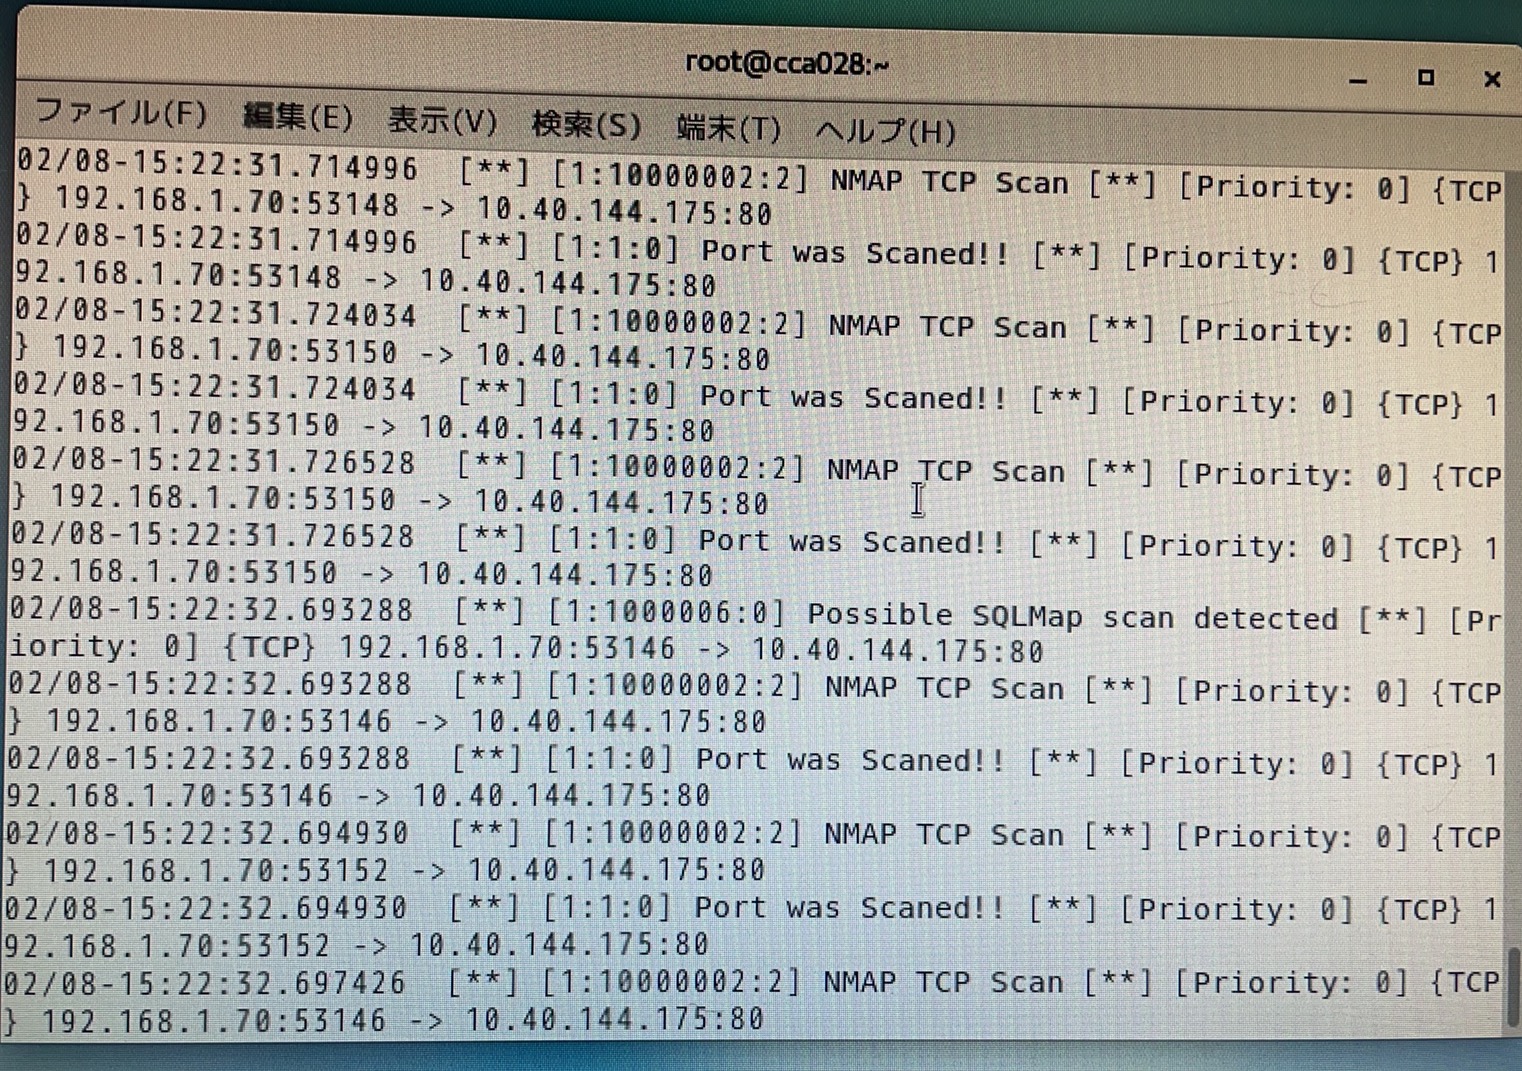 root@cca028:~
ファイル(F) 編集(E) 表示(V) 検索(S) 端末(T) ヘルプ(H)
02/08-15:22:31.714996  [**] [1:10000002:2] NMAP TCP Scan [**] [Priority: 0] {TCP
} 192.168.1.70:53148 -> 10.40.144.175:80
02/08-15:22:31.714996  [**] [1:1:0] Port was Scaned!! [**] [Priority: 0] {TCP} 1
92.168.1.70:53148 -> 10.40.144.175:80
02/08-15:22:31.724034  [**] [1:10000002:2] NMAP TCP Scan [**] [Priority: 0] {TCP
} 192.168.1.70:53150 -> 10.40.144.175:80
02/08-15:22:31.724034  [**] [1:1:0] Port was Scaned!! [**] [Priority: 0] {TCP} 1
92.168.1.70:53150 -> 10.40.144.175:80
02/08-15:22:31.726528  [**] [1:10000002:2] NMAP TCP Scan [**] [Priority: 0] {TCP
} 192.168.1.70:53150 -> 10.40.144.175:80
02/08-15:22:31.726528  [**] [1:1:0] Port was Scaned!! [**] [Priority: 0] {TCP} 1
92.168.1.70:53150 -> 10.40.144.175:80
02/08-15:22:32.693288  [**] [1:1000006:0] Possible SQLMap scan detected [**] [Pr
iority: 0] {TCP} 192.168.1.70:53146 -> 10.40.144.175:80
02/08-15:22:32.693288  [**] [1:10000002:2] NMAP TCP Scan [**] [Priority: 0] {TCP
} 192.168.1.70:53146 -> 10.40.144.175:80
02/08-15:22:32.693288  [**] [1:1:0] Port was Scaned!! [**] [Priority: 0] {TCP} 1
92.168.1.70:53146 -> 10.40.144.175:80
02/08-15:22:32.694930  [**] [1:10000002:2] NMAP TCP Scan [**] [Priority: 0] {TCP
} 192.168.1.70:53152 -> 10.40.144.175:80
02/08-15:22:32.694930  [**] [1:1:0] Port was Scaned!! [**] [Priority: 0] {TCP} 1
92.168.1.70:53152 -> 10.40.144.175:80
02/08-15:22:32.697426  [**] [1:10000002:2] NMAP TCP Scan [**] [Priority: 0] {TCP
} 192.168.1.70:53146 -> 10.40.144.175:80